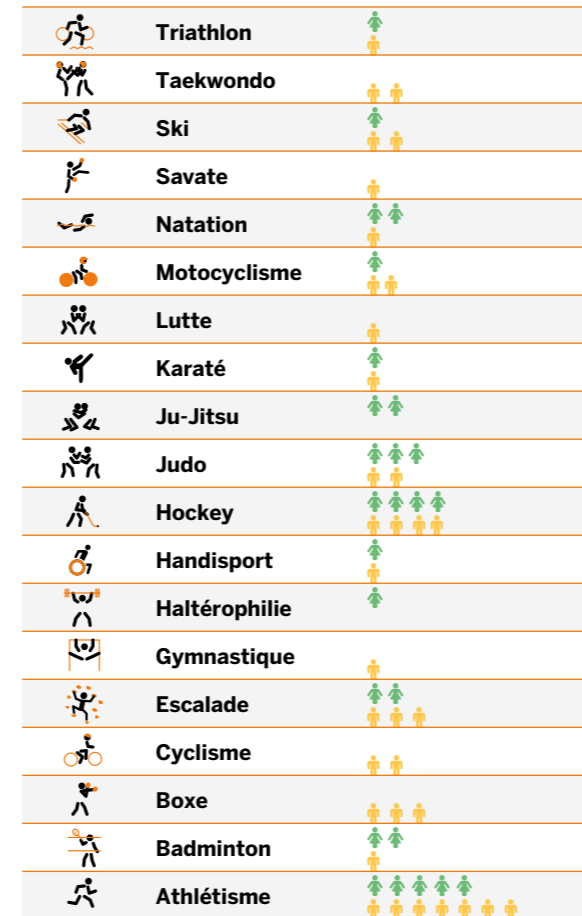 Triathlon
Taekwondo
Ski
Savate
Natation
Motocyclisme
Lutte
Karaté
Ju-Jitsu
Judo
Hockey
Handisport
Haltérophilie
Gymnastique
Escalade
Cyclisme
Boxe
Badminton
Athlétisme